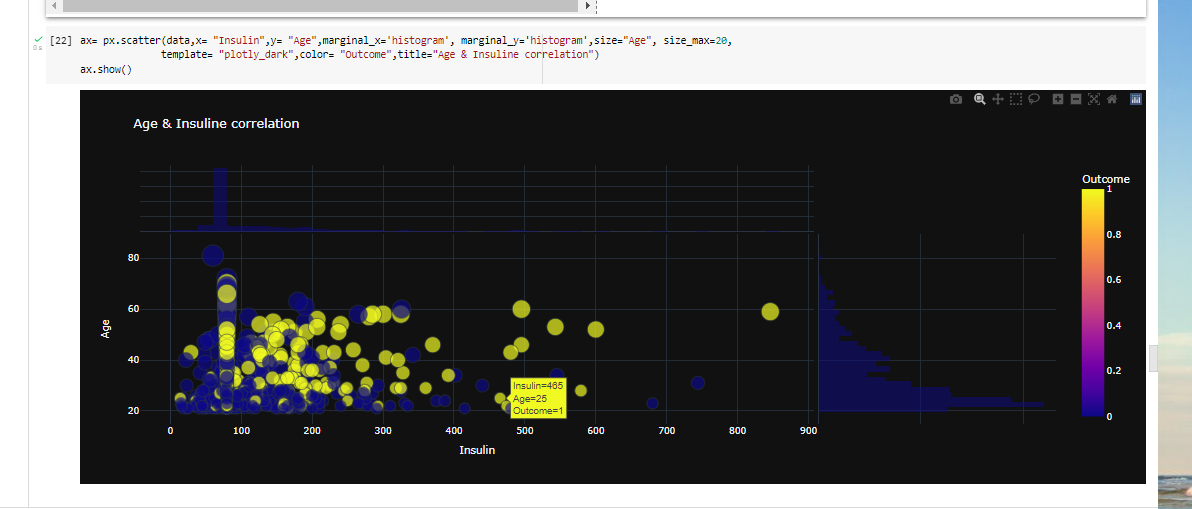 [22] ax= px.scatter(data,x= "Insulin",y= "Age",marginal_x='histogram', marginal_y='histogram',size="Age", size_max=20,
template= "plotly_dark",color= "Outcome",title="Age & Insuline correlation")
ax.show()
0 s
Age & Insuline correlation
Outcome
1
0.8
0.6
0.4
0.2
0
80
60
40
20
Age
Insulin=465
Age=25
Outcome=1
0 100 200 300 400 500 600 700 800 900
Insulin